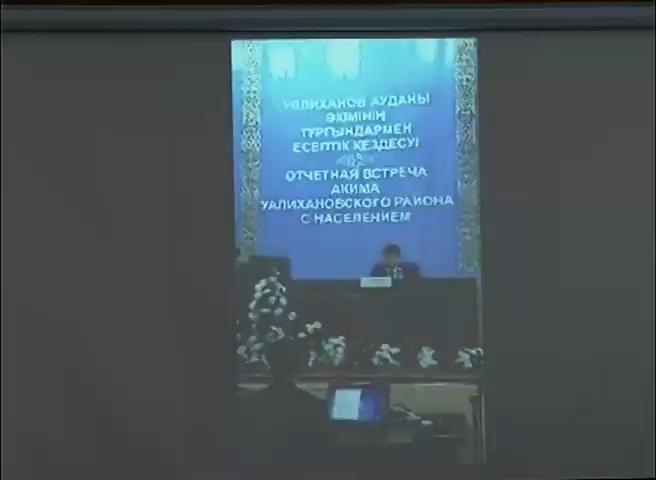 УӘЛИХАНОВ АУДАНЫ
ӘКІМІНІҢ
ТҰРҒЫНДАРМЕН
ЕСЕПТІК КЕЗДЕСУІ
ОТЧЕТНАЯ ВСТРЕЧА
АКИМА
УАЛИХАНОВСКОГО РАЙОНА
С НАСЕЛЕНИЕМ